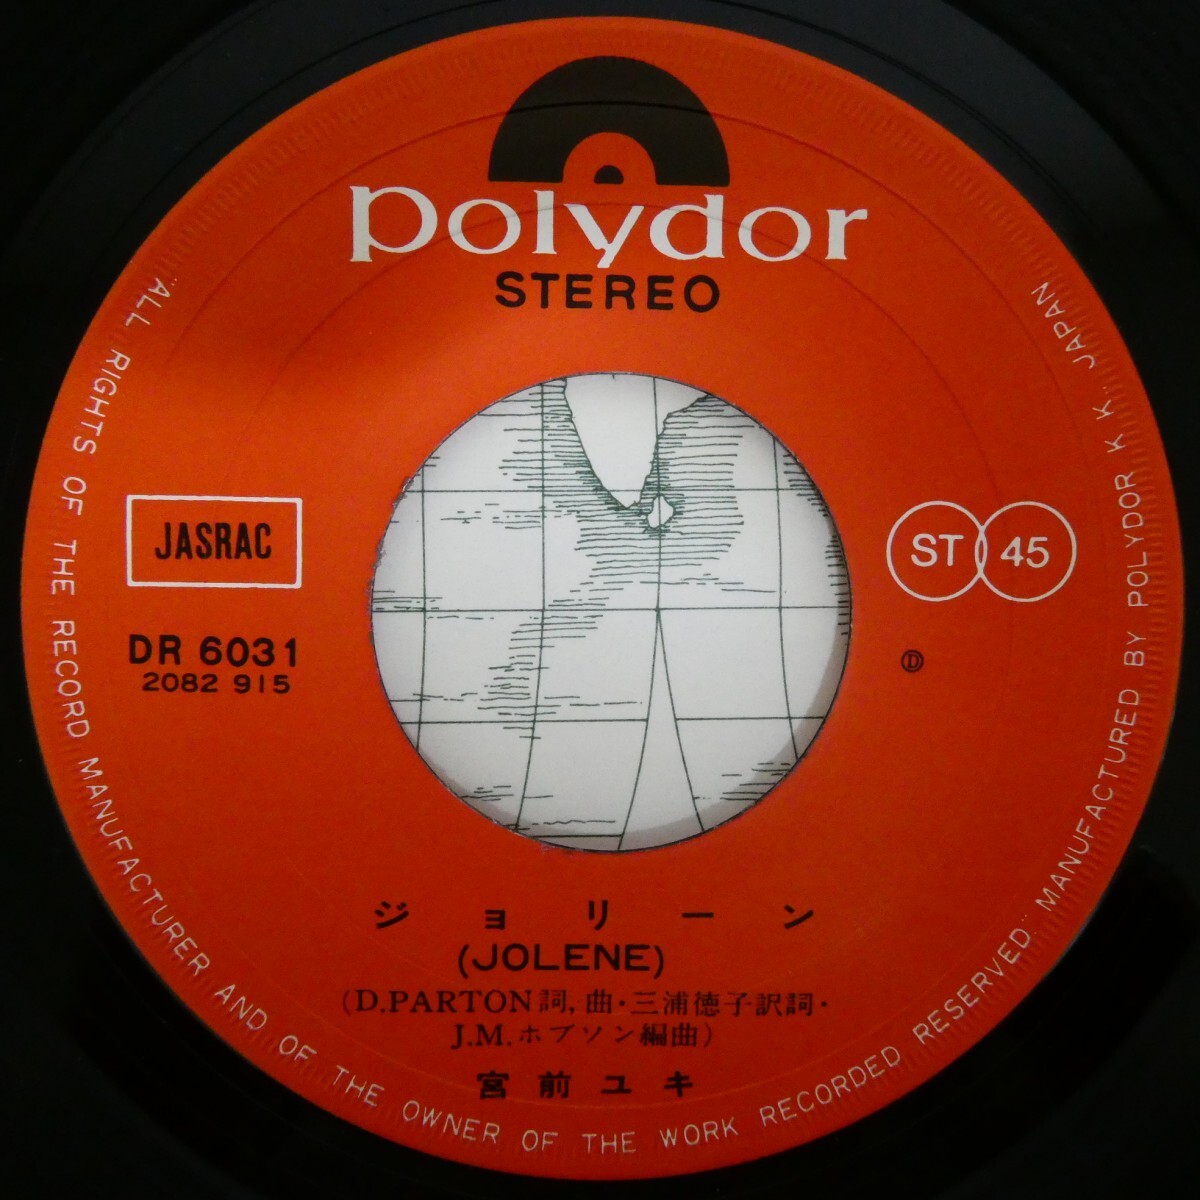 polydor
STEREO
JASRAC
ST 45
DR 6031
2082 915
Ⓓ
ジョリーン
(JOLENE)
(D.PARTON詞, 曲・三浦徳子訳詞・
J.M.ホブソン編曲)
宮前ユキ
"ALL RIGHTS OF THE RECORD MANUFACTURER AND OF THE OWNER OF THE WORK RECORDED RESERVED" MANUFACTURED BY POLYDOR K.K. JAPAN